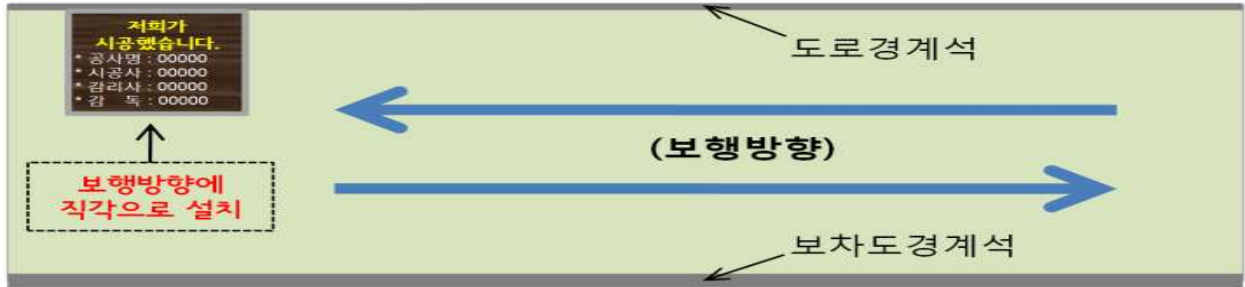 저희가
시공했습니다.
* 공사명 : 00000
* 시공사 : 00000
* 감리사 : 00000
* 감 독 : 00000
도로경계석
(보행방향)
보행방향에
직각으로 설치
보차도경계석